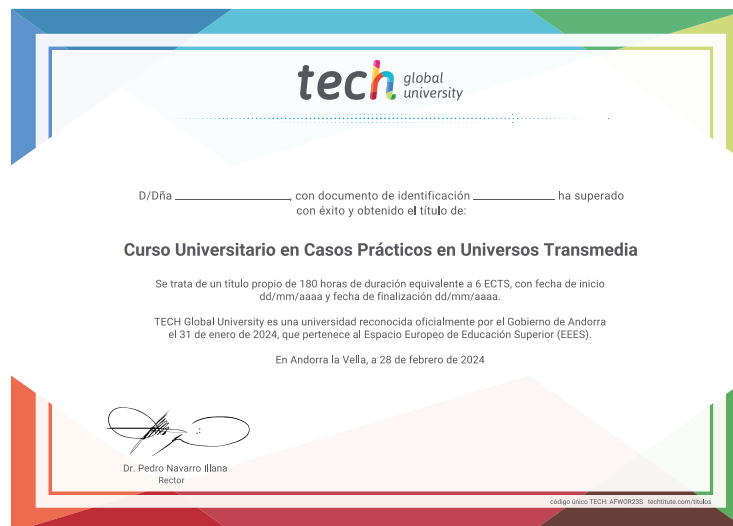 tech global university
D/Dña ____________________, con documento de identificación ______________ ha superado
con éxito y obtenido el título de:
Curso Universitario en Casos Prácticos en Universos Transmedia
Se trata de un título propio de 180 horas de duración equivalente a 6 ECTS, con fecha de inicio
dd/mm/aaaa y fecha de finalización dd/mm/aaaa.
TECH Global University es una universidad reconocida oficialmente por el Gobierno de Andorra
el 31 de enero de 2024, que pertenece al Espacio Europeo de Educación Superior (EEES).
En Andorra la Vella, a 28 de febrero de 2024
Dr. Pedro Navarro Illana
Rector
código único TECH: AFWOR23S techtitute.com/titulos